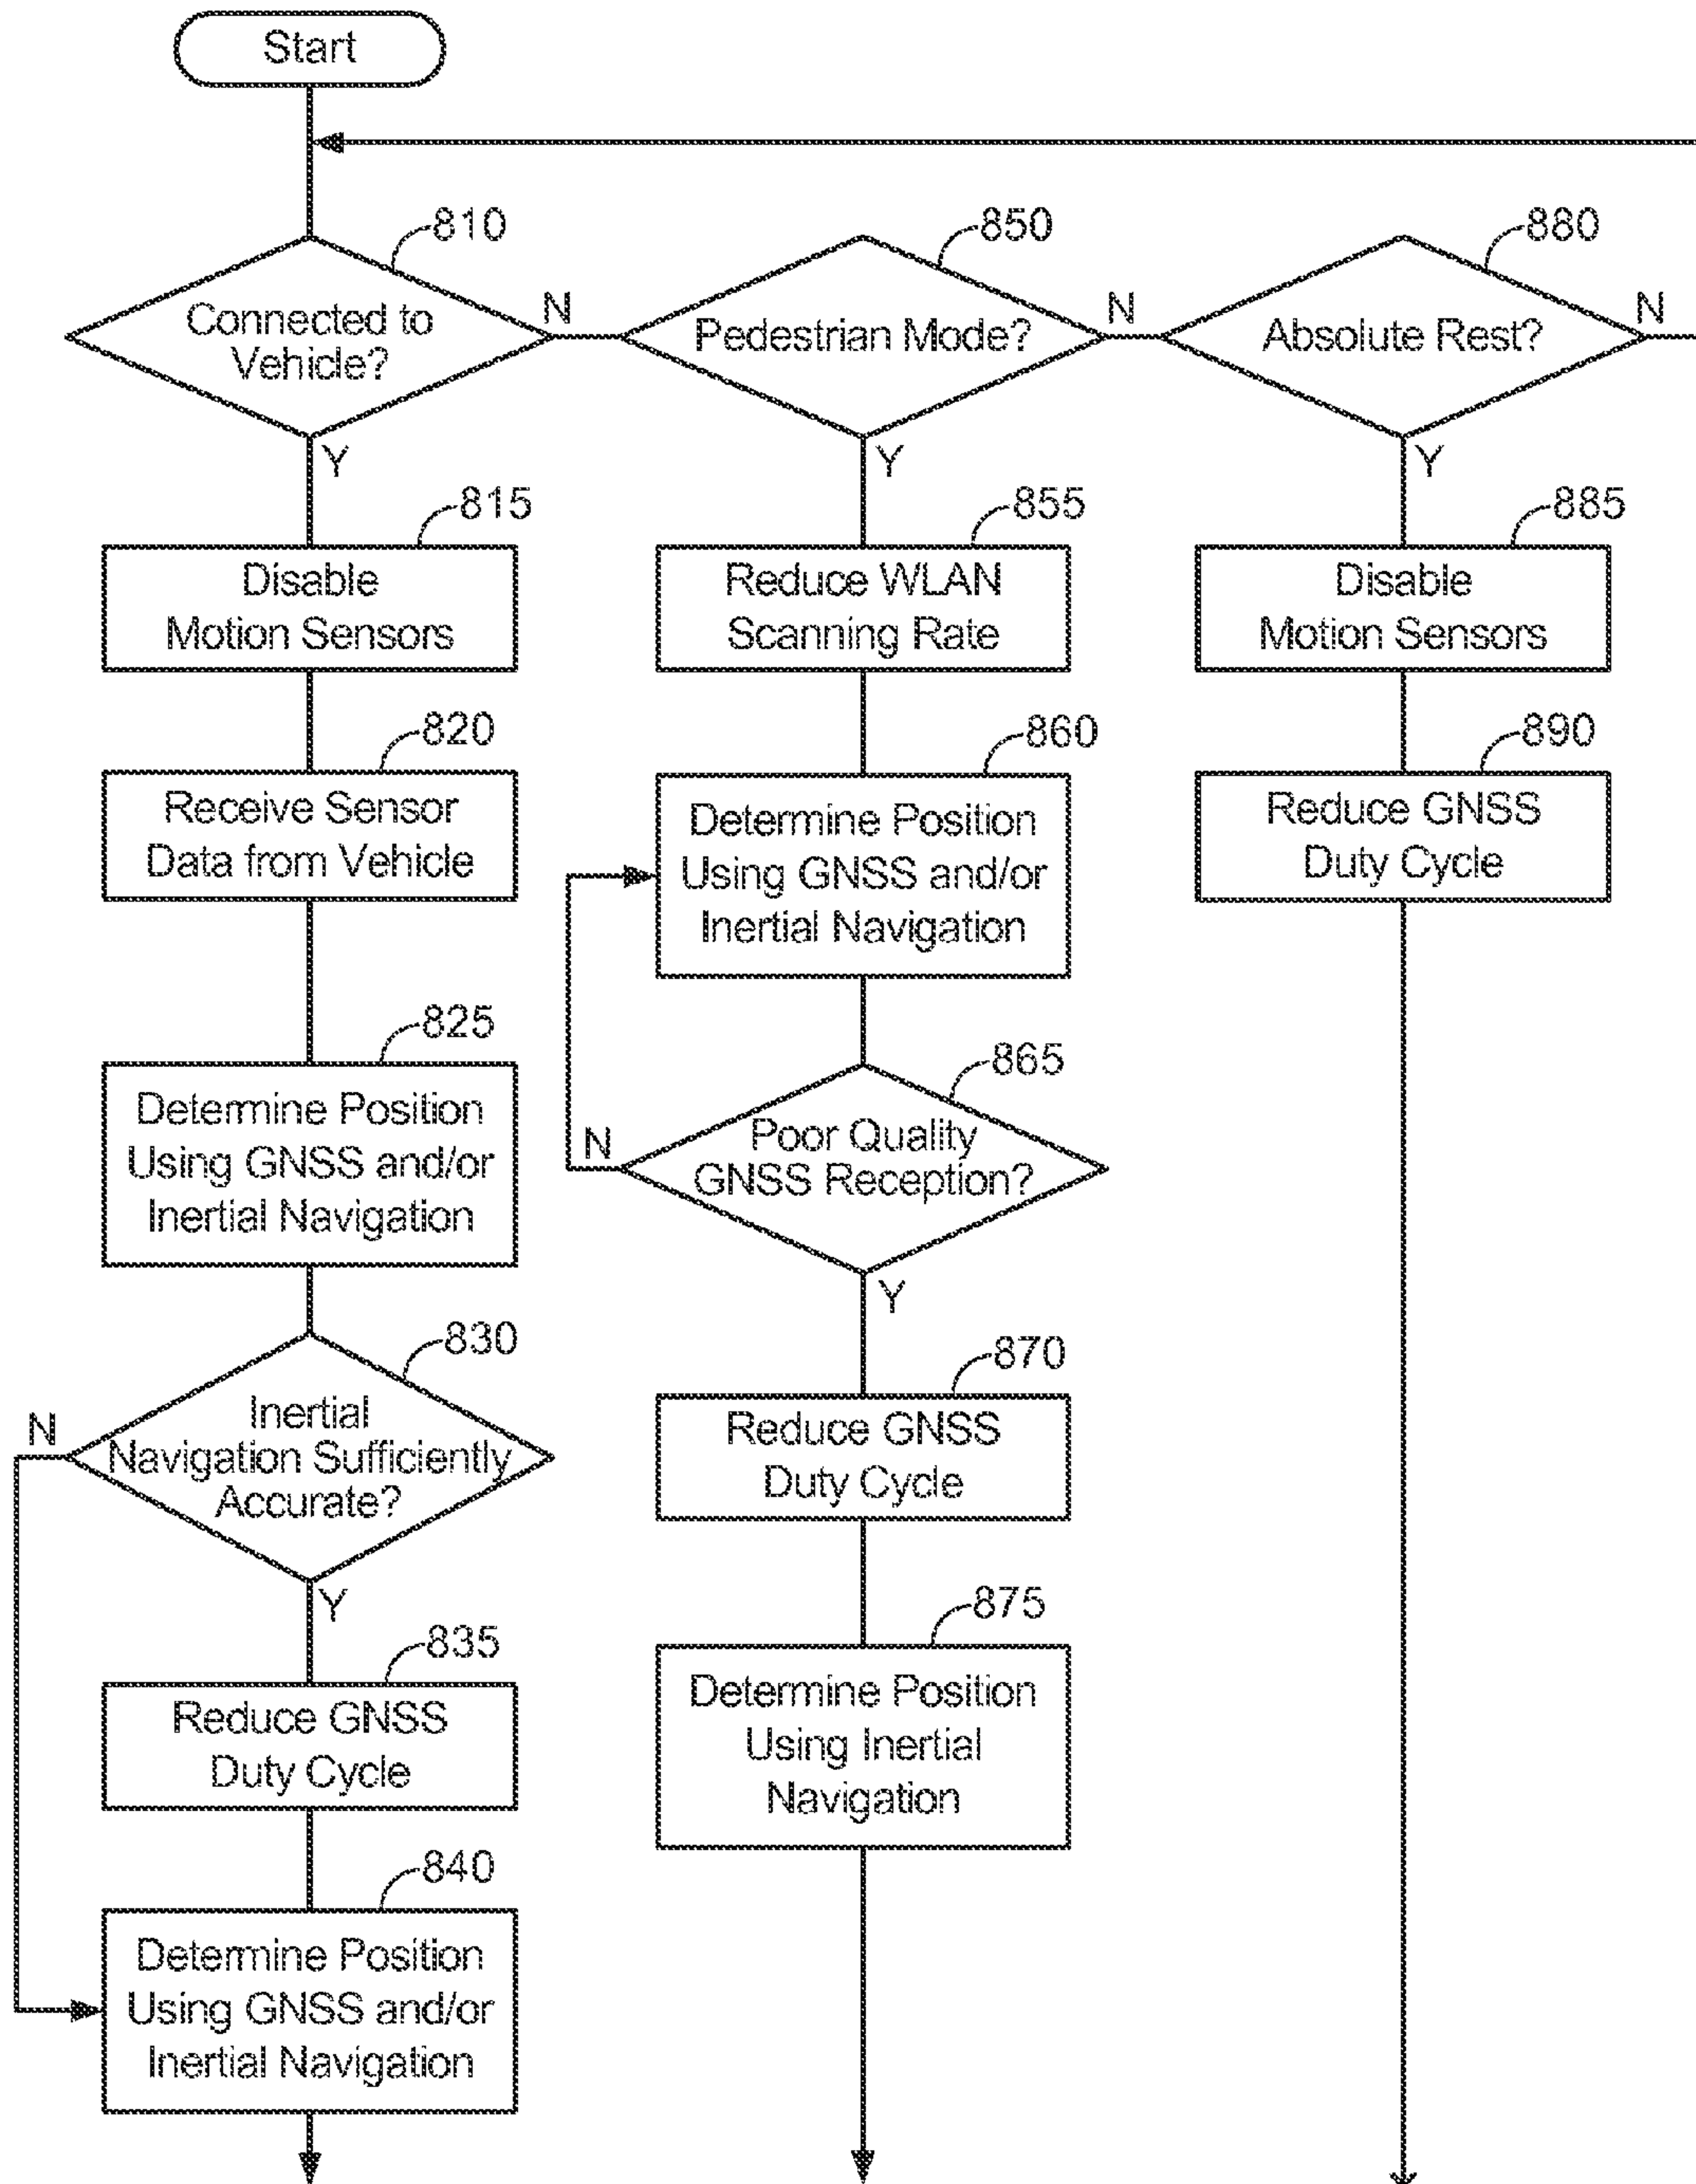 Start
810
Connected to
Vehicle?
N
Y
850
Pedestrian Mode?
N
Y
880
Absolute Rest?
N
Y
815
Disable
Motion Sensors
820
Receive Sensor
Data from Vehicle
825
Determine Position
Using GNSS and/or
Inertial Navigation
830
Inertial
Navigation Sufficiently
Accurate?
N
Y
835
Reduce GNSS
Duty Cycle
840
Determine Position
Using GNSS and/or
Inertial Navigation
855
Reduce WLAN
Scanning Rate
860
Determine Position
Using GNSS and/or
Inertial Navigation
865
Poor Quality
GNSS Reception?
N
Y
870
Reduce GNSS
Duty Cycle
875
Determine Position
Using Inertial
Navigation
885
Disable
Motion Sensors
890
Reduce GNSS
Duty Cycle